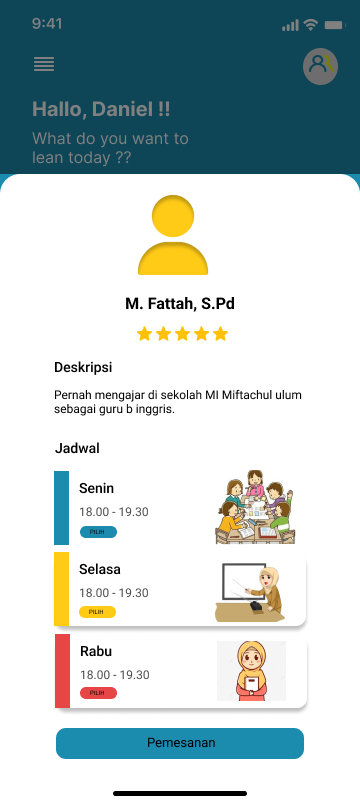 9:41
Hallo, Daniel !!
What do you want to
lean today ??
M. Fattah, S.Pd
Deskripsi
Pernah mengajar di sekolah MI Miftachul ulum
sebagai guru b inggris.
Jadwal
Senin
18.00 - 19.30
PILIH
Selasa
18.00 - 19.30
PILIH
Rabu
18.00 - 19.30
PILIH
Pemesanan